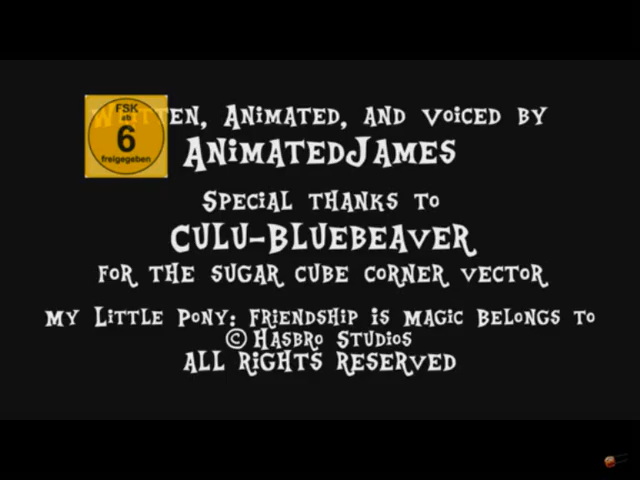 FSK
ab
6
freigegeben
Written, Animated, and Voiced by
AnimatedJames
Special thanks to
Culu-Bluebeaver
for the Sugar Cube Corner vector
My Little Pony: Friendship is Magic Belongs to
© Hasbro Studios
All Rights Reserved